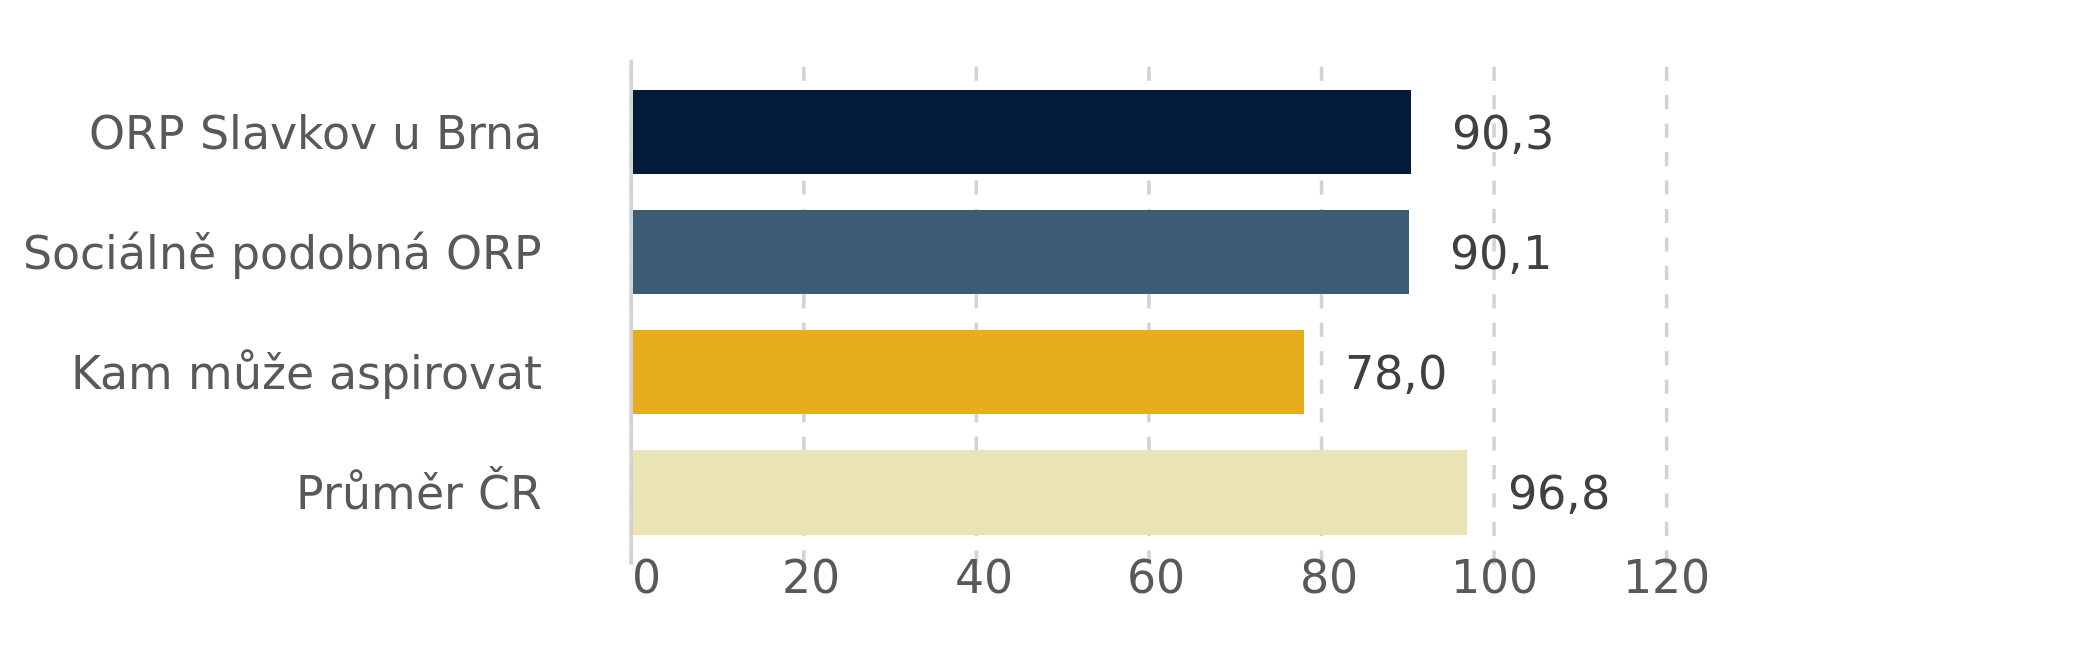 ORP Slavkov u Brna 90,3
Sociálně podobná ORP 90,1
Kam může aspirovat 78,0
Průměr ČR 96,8
0 20 40 60 80 100 120